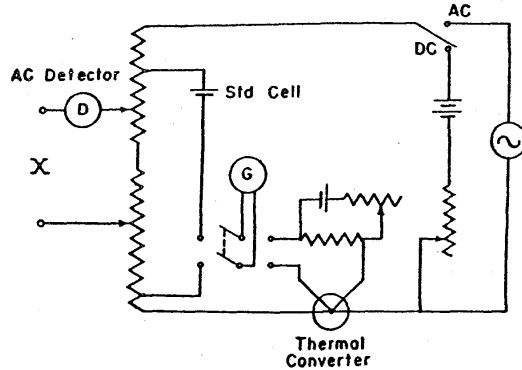 AC
DC
AC Detector
D
Std Cell
X
G
Thermal
Converter